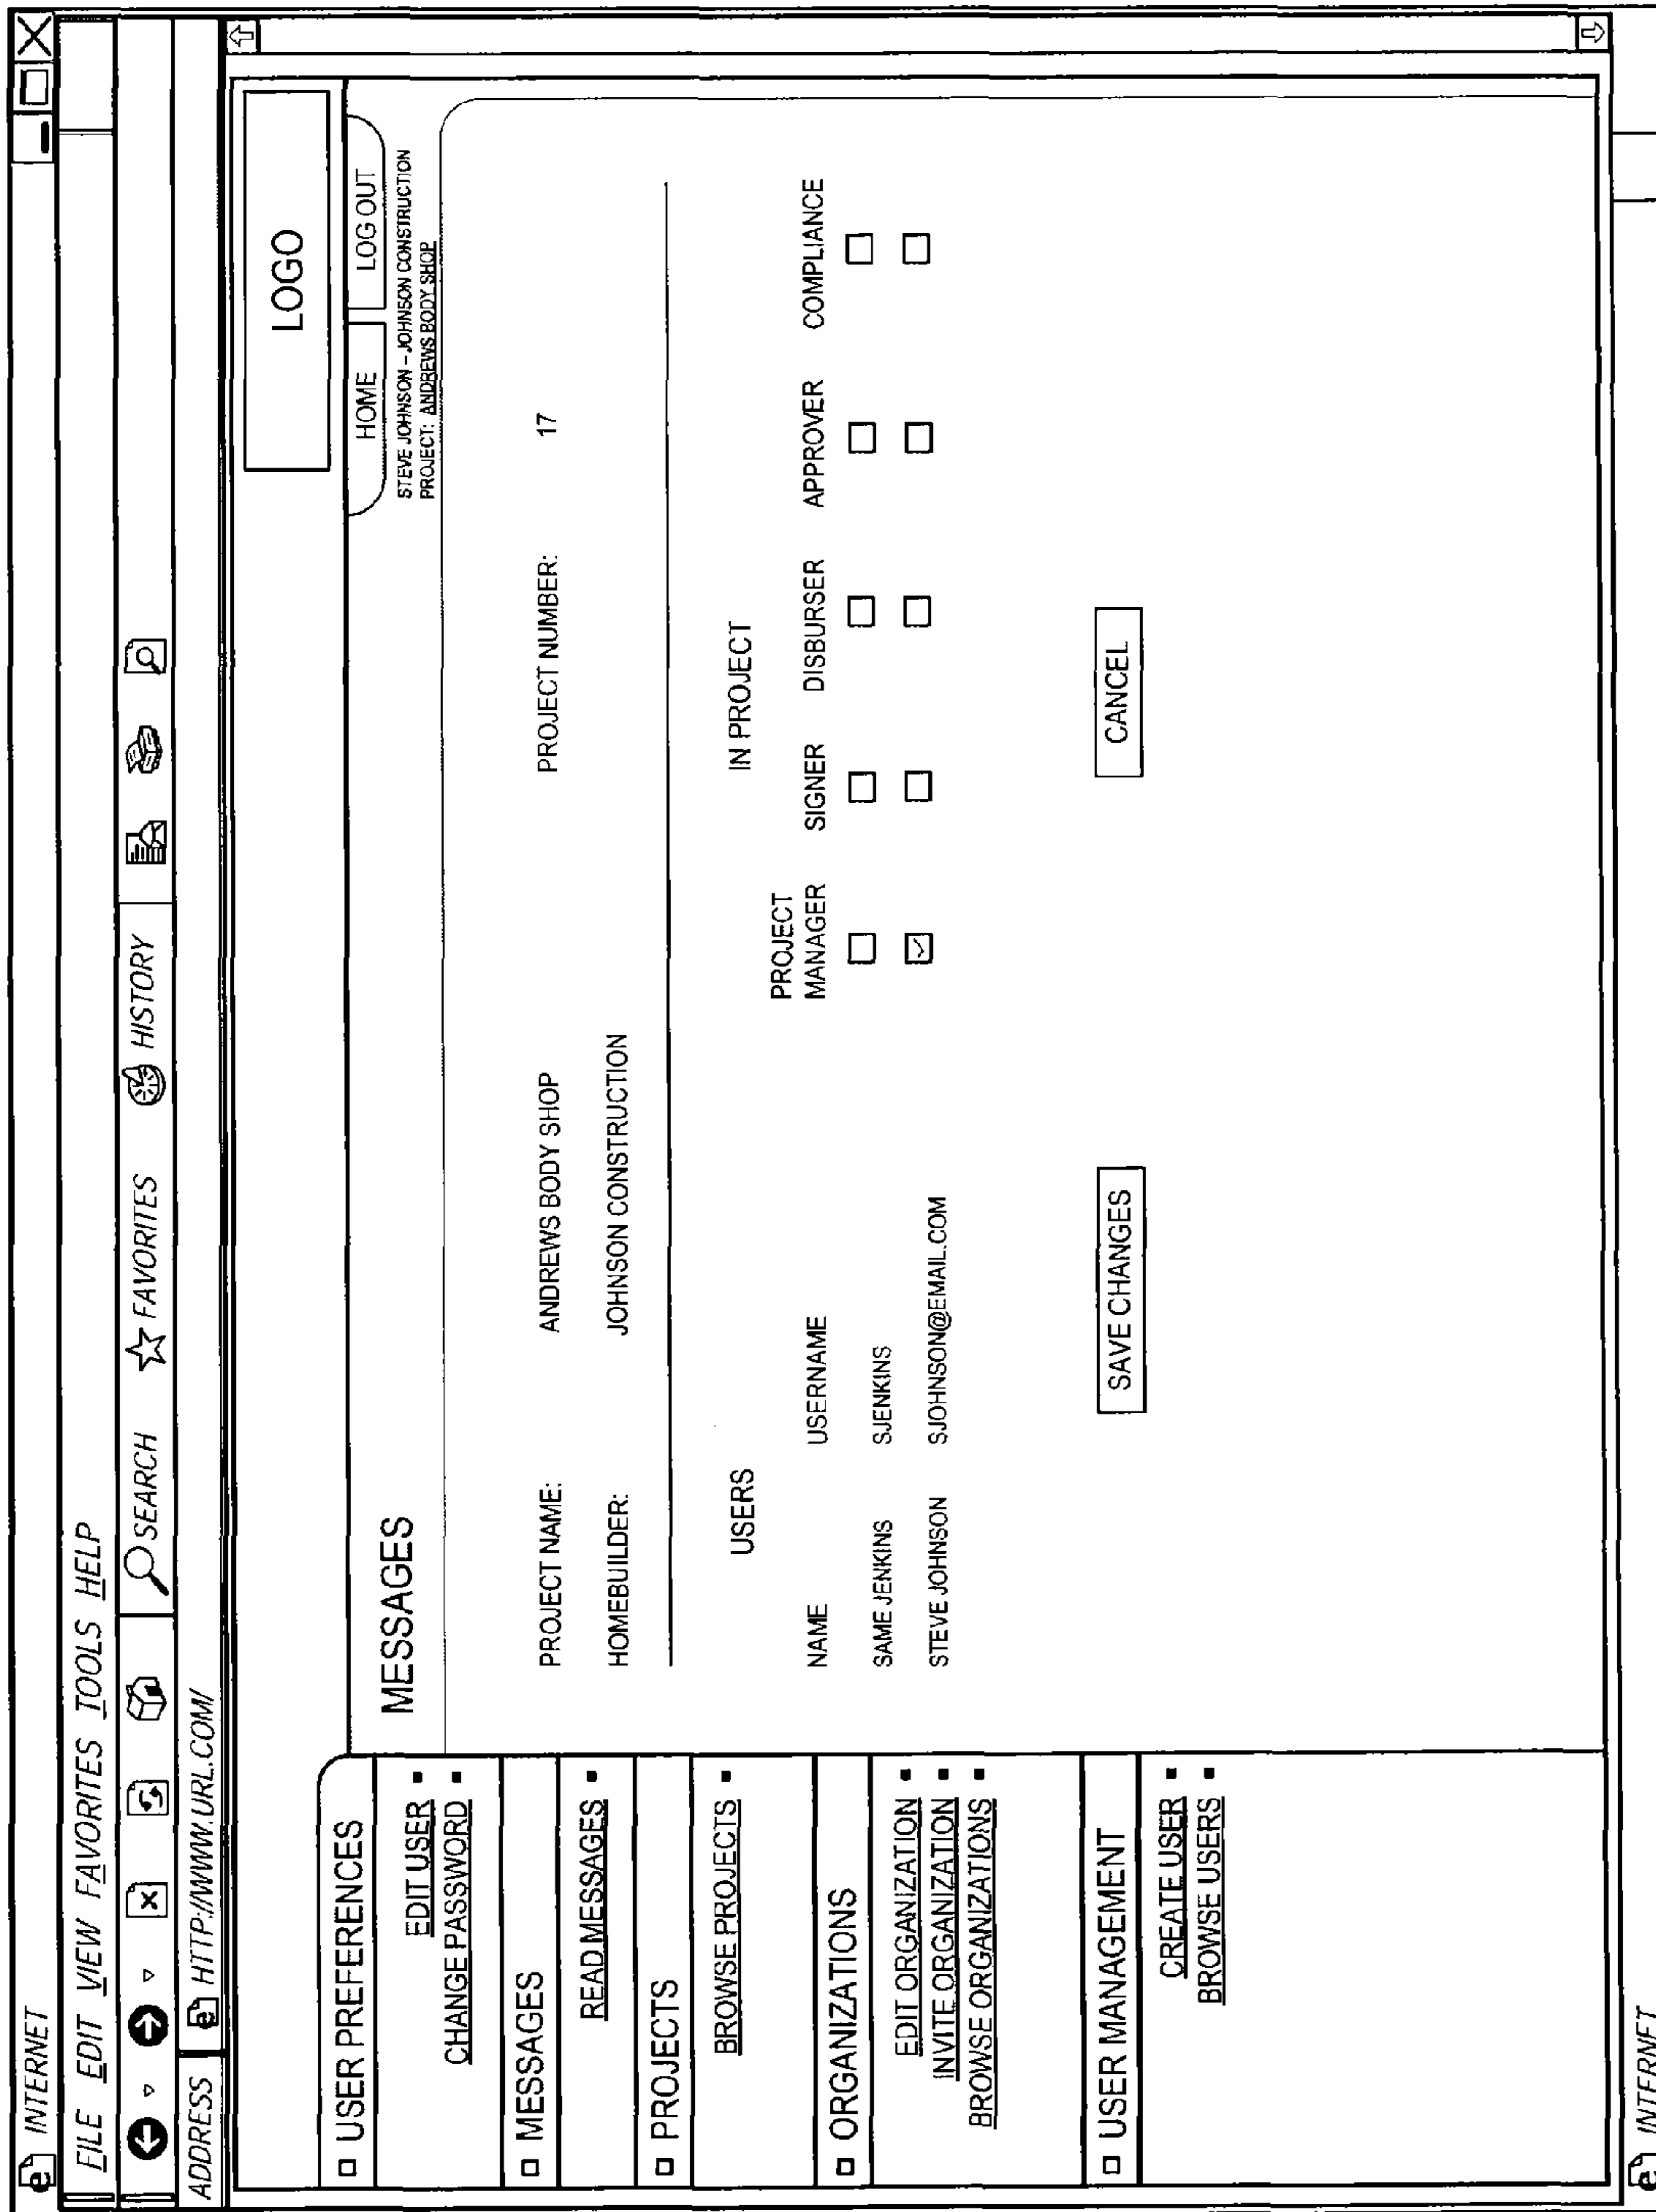 INTERNET
FILE EDIT VIEW FAVORITES TOOLS HELP
SEARCH FAVORITES HISTORY
ADDRESS HTTP://WWW.URL.COM/
LOGO
HOME LOG OUT
STEVE JOHNSON – JOHNSON CONSTRUCTION
PROJECT: ANDREWS BODY SHOP
USER PREFERENCES
EDIT USER
CHANGE PASSWORD
MESSAGES
READ MESSAGES
PROJECTS
BROWSE PROJECTS
ORGANIZATIONS
EDIT ORGANIZATION
INVITE ORGANIZATION
BROWSE ORGANIZATIONS
USER MANAGEMENT
CREATE USER
BROWSE USERS
MESSAGES
PROJECT NAME: ANDREWS BODY SHOP PROJECT NUMBER: 17
HOMEBUILDER: JOHNSON CONSTRUCTION
USERS IN PROJECT
PROJECT
NAME USERNAME MANAGER SIGNER DISBURSER APPROVER COMPLIANCE
SAME JENKINS SJENKINS
STEVE JOHNSON SJOHNSON@EMAIL.COM
SAVE CHANGES CANCEL
INTERNET